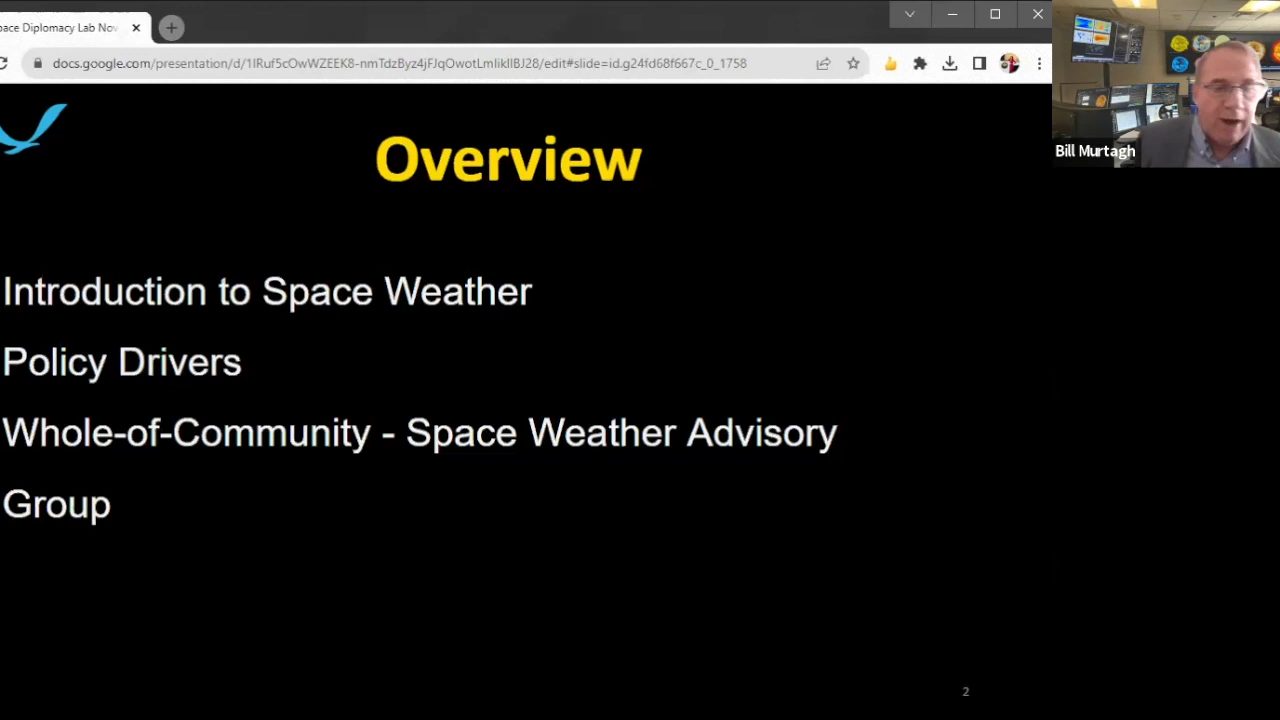 pace Diplomacy Lab Nov
docs.google.com/presentation/d/1lRuf5cOwWZEEK8-nmTdzByz4jFJqOwotLmIikllBJ28/edit#slide=id.g24fd68f667c_0_1758
Bill Murtagh
Overview
Introduction to Space Weather
Policy Drivers
Whole-of-Community - Space Weather Advisory
Group
2